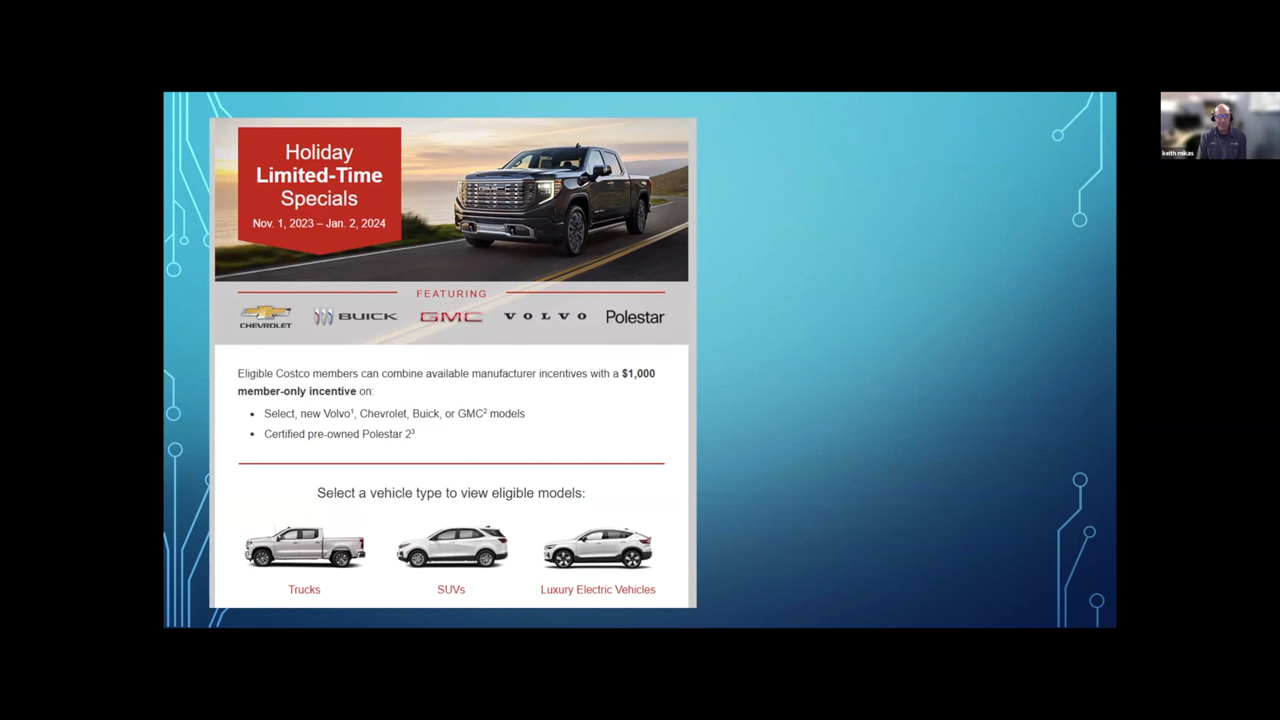 Holiday
Limited-Time
Specials
Nov. 1, 2023 – Jan. 2, 2024
FEATURING
CHEVROLET BUICK GMC VOLVO Polestar
Eligible Costco members can combine available manufacturer incentives with a $1,000
member-only incentive on:
• Select, new Volvo¹, Chevrolet, Buick, or GMC² models
• Certified pre-owned Polestar 2³
Select a vehicle type to view eligible models:
Trucks SUVs Luxury Electric Vehicles
keith mikas